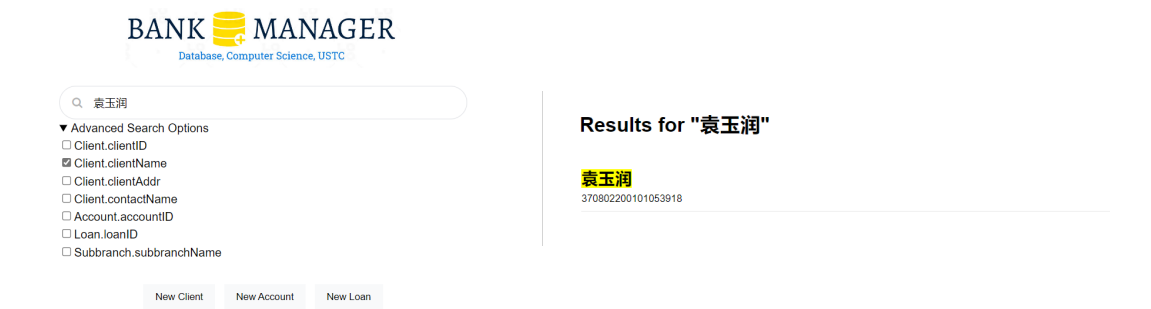 BANK MANAGER
Database, Computer Science, USTC
袁玉润
▼ Advanced Search Options
Client.clientID
Client.clientName
Client.clientAddr
Client.contactName
Account.accountID
Loan.loanID
Subbranch.subbranchName
New Client New Account New Loan
Results for "袁玉润"
袁玉润
370802200101053918